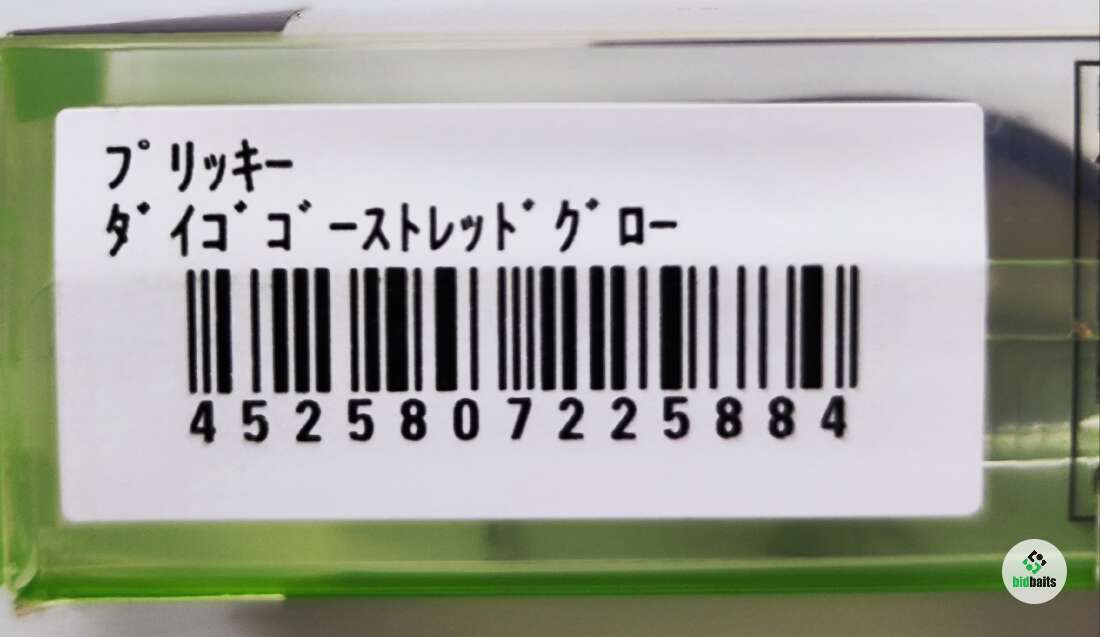 ﾌﾟﾘｯｷｰ
ﾀﾞｲｺﾞｺﾞｰｽﾄﾚｯﾄﾞｸﾞﾛｰ
4525807225884
bidbaits